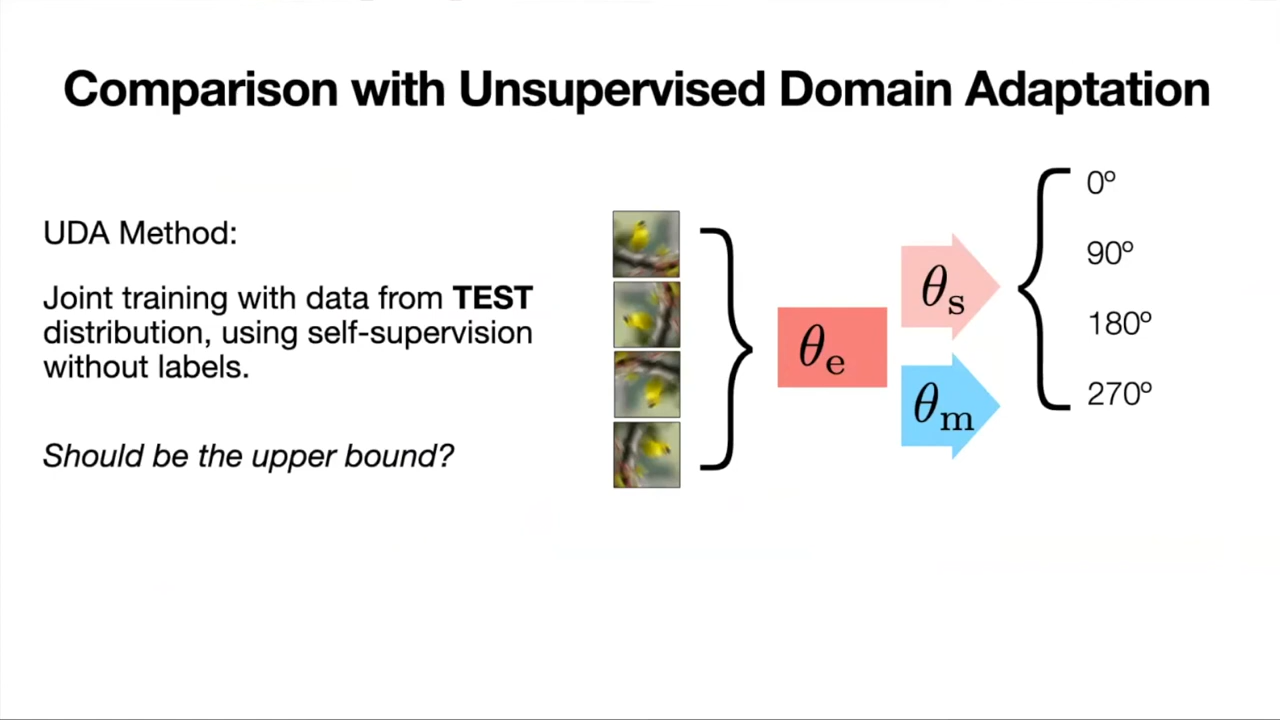 Comparison with Unsupervised Domain Adaptation
UDA Method:
Joint training with data from TEST
distribution, using self-supervision
without labels.
Should be the upper bound?
θe
θs
θm
0º
90º
180º
270º